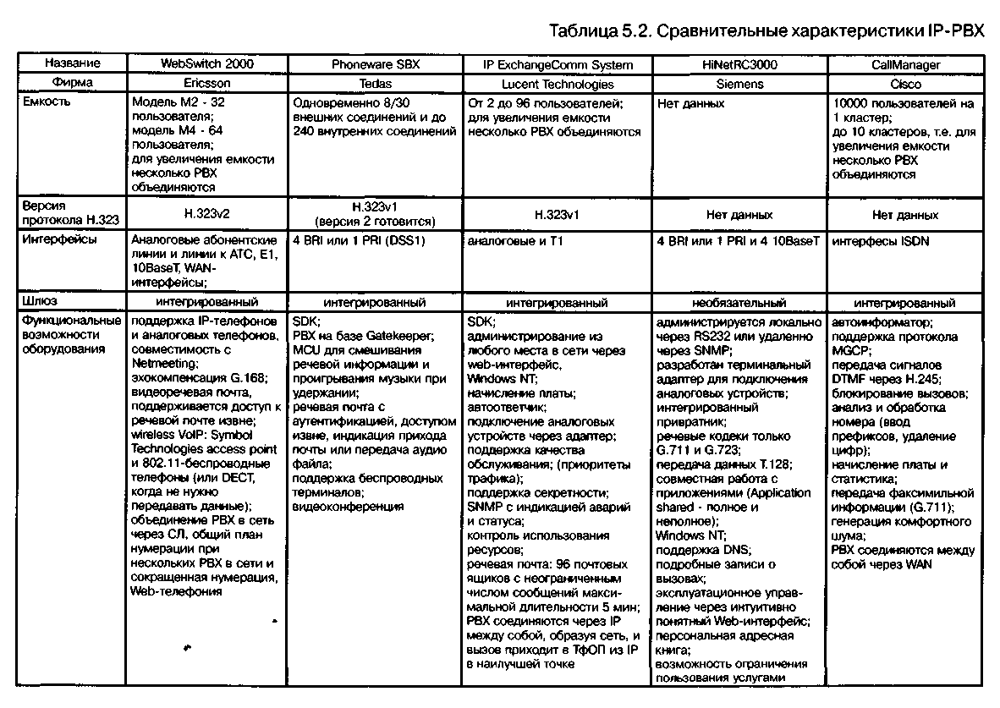 Таблица 5.2. Сравнительные характеристики IP-PBX
Название
WebSwitch 2000
Phoneware SBX
IP ExchangeComm System
HiNetRC3000
CallManager
Фирма
Ericsson
Tedas
Lucent Technologies
Siemens
Cisco
Емкость
Модель М2 - 32
пользователя;
модель М4 - 64
пользователя;
для увеличения емкости
несколько PBX
объединяются
Одновременно 8/30
внешних соединений и до
240 внутренних соединений
От 2 до 96 пользователей;
для увеличения емкости
несколько PBX объединяются
Нет данных
10000 пользователей на
1 кластер;
до 10 кластеров, т.е. для
увеличения емкости
несколько PBX
объединяются
Версия
протокола H.323
H.323v2
H.323v1
(версия 2 готовится)
H.323v1
Нет данных
Нет данных
Интерфейсы
Аналоговые абонентские
линии и линии к АТС, E1,
10BaseT, WAN-
интерфейсы;
4 BRI или 1 PRI (DSS1)
аналоговые и T1
4 BRI или 1 PRI и 4 10BaseT
интерфесы ISDN
Шлюз
интегрированный
интегрированный
интегрированный
необязательный
интегрированный
Функциональные
возможности
оборудования
поддержка IP-телефонов
и аналоговых телефонов,
совместимость с
Netmeeting;
эхокомпенсация G.168;
видеоречевая почта,
поддерживается доступ к
речевой почте извне;
wireless VoIP: Symbol
Technologies access point
и 802.11-беспроводные
телефоны (или DECT,
когда не нужно
передавать данные);
объединение PBX в сеть
через СЛ, общий план
нумерации при
нескольких PBX в сети и
сокращенная нумерация,
Web-телефония
SDK;
PBX на базе Gatekeeper;
MCU для смешивания
речевой информации и
проигрывания музыки при
удержании;
речевая почта с
аутентификацией, доступом
извне, индикация прихода
почты или передача аудио
файла;
поддержка беспроводных
терминалов;
видеоконференция
SDK;
администрирование из
любого места в сети через
web-интерфейс,
Windows NT;
начисление платы;
автоответчик;
подключение аналоговых
устройств через адаптер;
поддержка качества
обслуживания; (приоритеты
трафика);
поддержка секретности;
SNMP с индикацией аварий
и статуса;
контроль использования
ресурсов;
речевая почта: 96 почтовых
ящиков с неограниченным
числом сообщений макси-
мальной длительности 5 мин;
PBX соединяются через IP
между собой, образуя сеть, и
вызов приходит в ТфОП из IP
в наилучшей точке
администрируется локально
через RS232 или удаленно
через SNMP;
разработан терминальный
адаптер для подключения
аналоговых устройств;
интегрированный
привратник;
речевые кодеки только
G.711 и G.723;
передача данных T.128;
совместная работа с
приложениями (Application
shared - полное и
неполное);
Windows NT;
поддержка DNS;
подробные записи о
вызовах;
эксплуатационное управ-
ление через интуитивно
понятный Web-интерфейс;
персональная адресная
книга;
возможность ограничения
пользования услугами
автоинформатор;
поддержка протокола
MGCP;
передача сигналов
DTMF через H.245;
блокирование вызовов;
анализ и обработка
номера (ввод
префиксов, удаление
цифр);
начисление платы и
статистика;
передача факсимильной
информации (G.711);
генерация комфортного
шума;
PBX соединяются между
собой через WAN